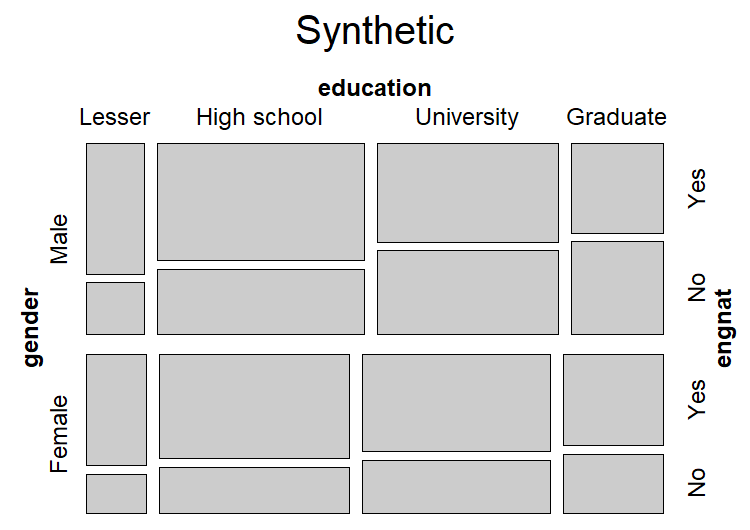 Synthetic
education
Lesser High school University Graduate
Male
Yes
No
gender
engnat
Female
Yes
No